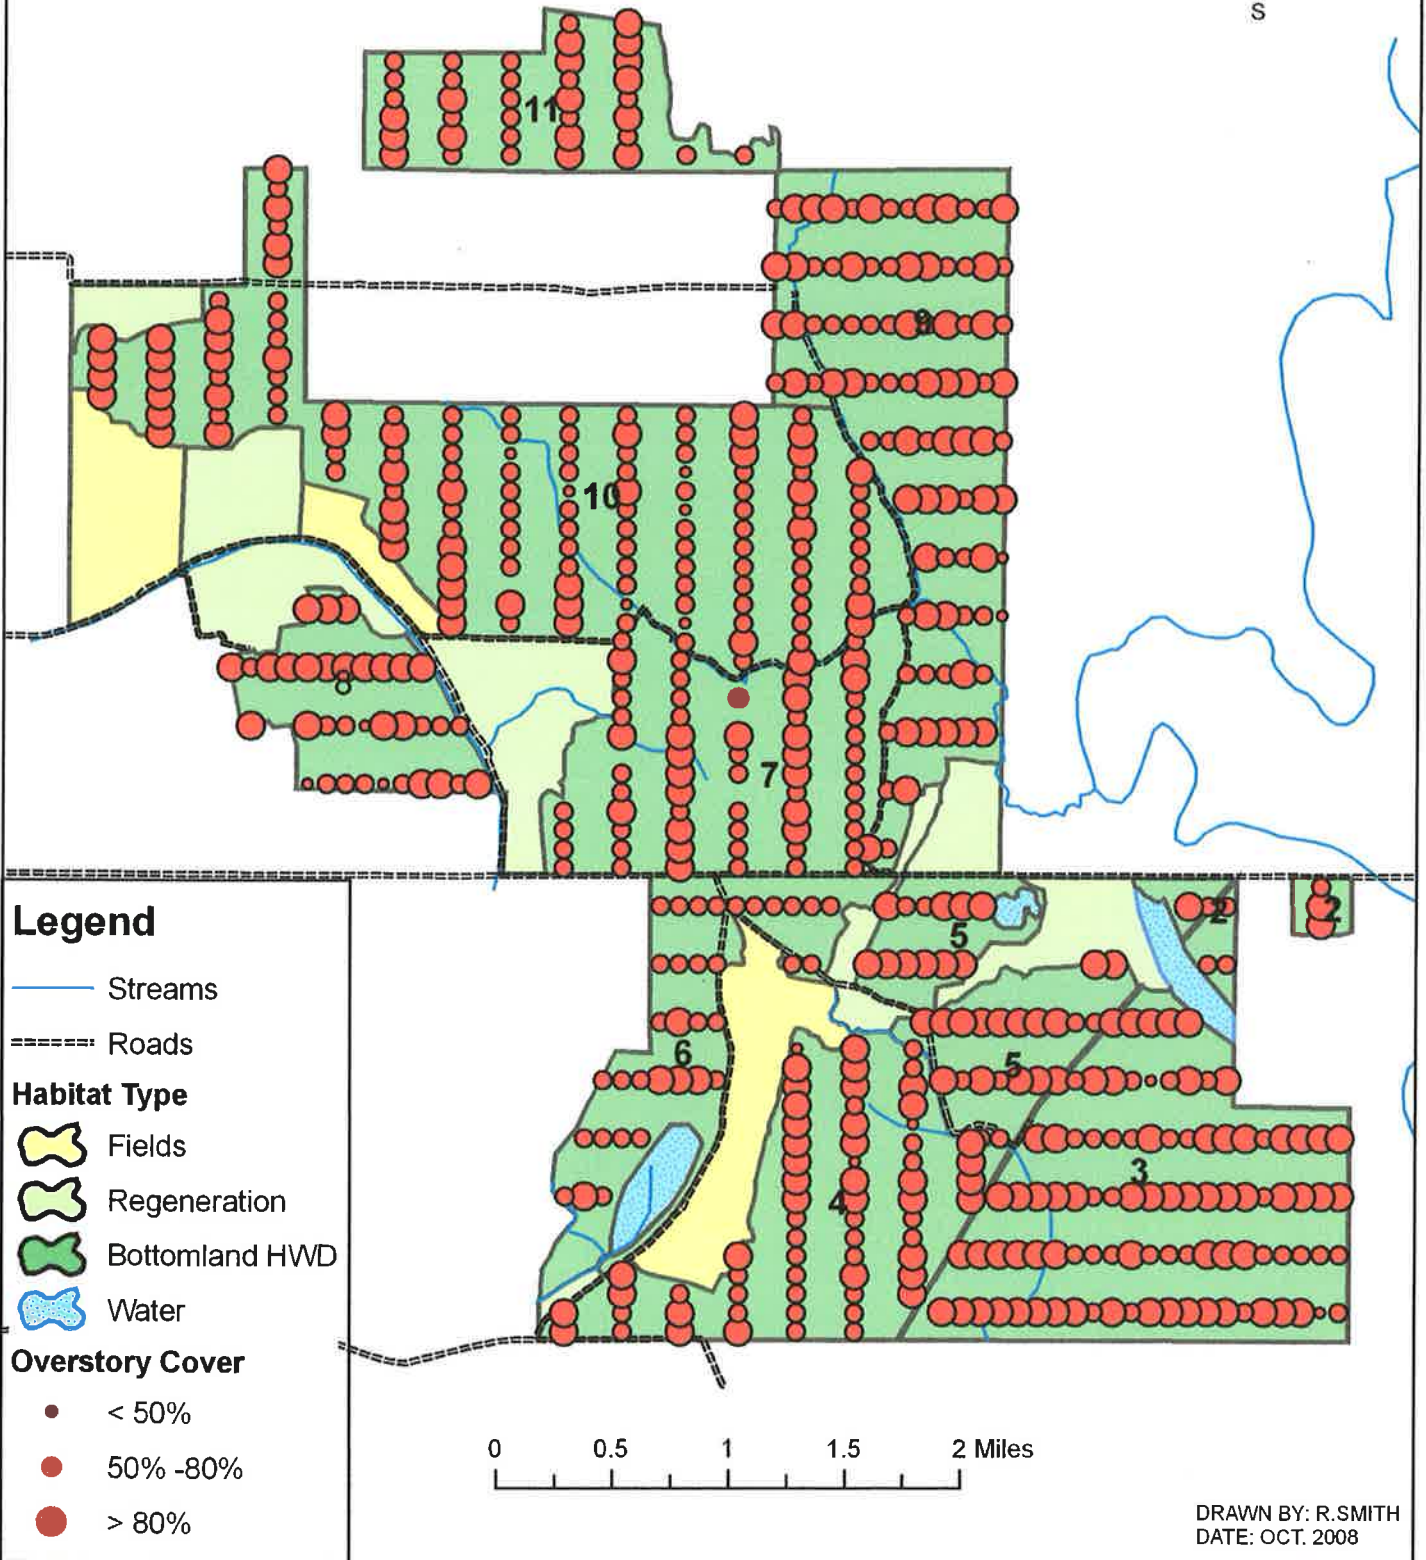 S
11
9
10
8
7
2
2
5
5
6
3
4
Legend
Streams
Roads
Habitat Type
Fields
Regeneration
Bottomland HWD
Water
Overstory Cover
< 50%
50% -80%
> 80%
0 0.5 1 1.5 2 Miles
DRAWN BY: R.SMITH
DATE: OCT. 2008